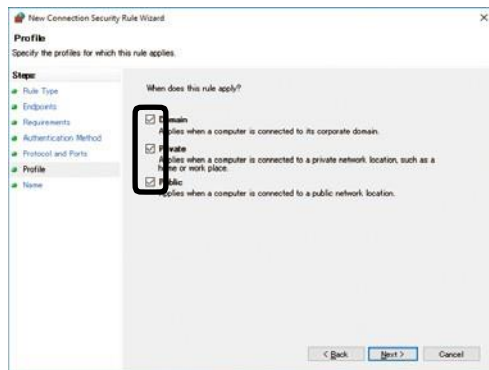 New Connection Security Rule Wizard
Profile
Specify the profiles for which this rule applies.
Steps:
Rule Type
Endpoints
Requirements
Authentication Method
Protocol and Ports
Profile
Name
When does this rule apply?
Domain
Applies when a computer is connected to its corporate domain.
Private
Applies when a computer is connected to a private network location, such as a
home or work place.
Public
Applies when a computer is connected to a public network location.
< Back
Next >
Cancel